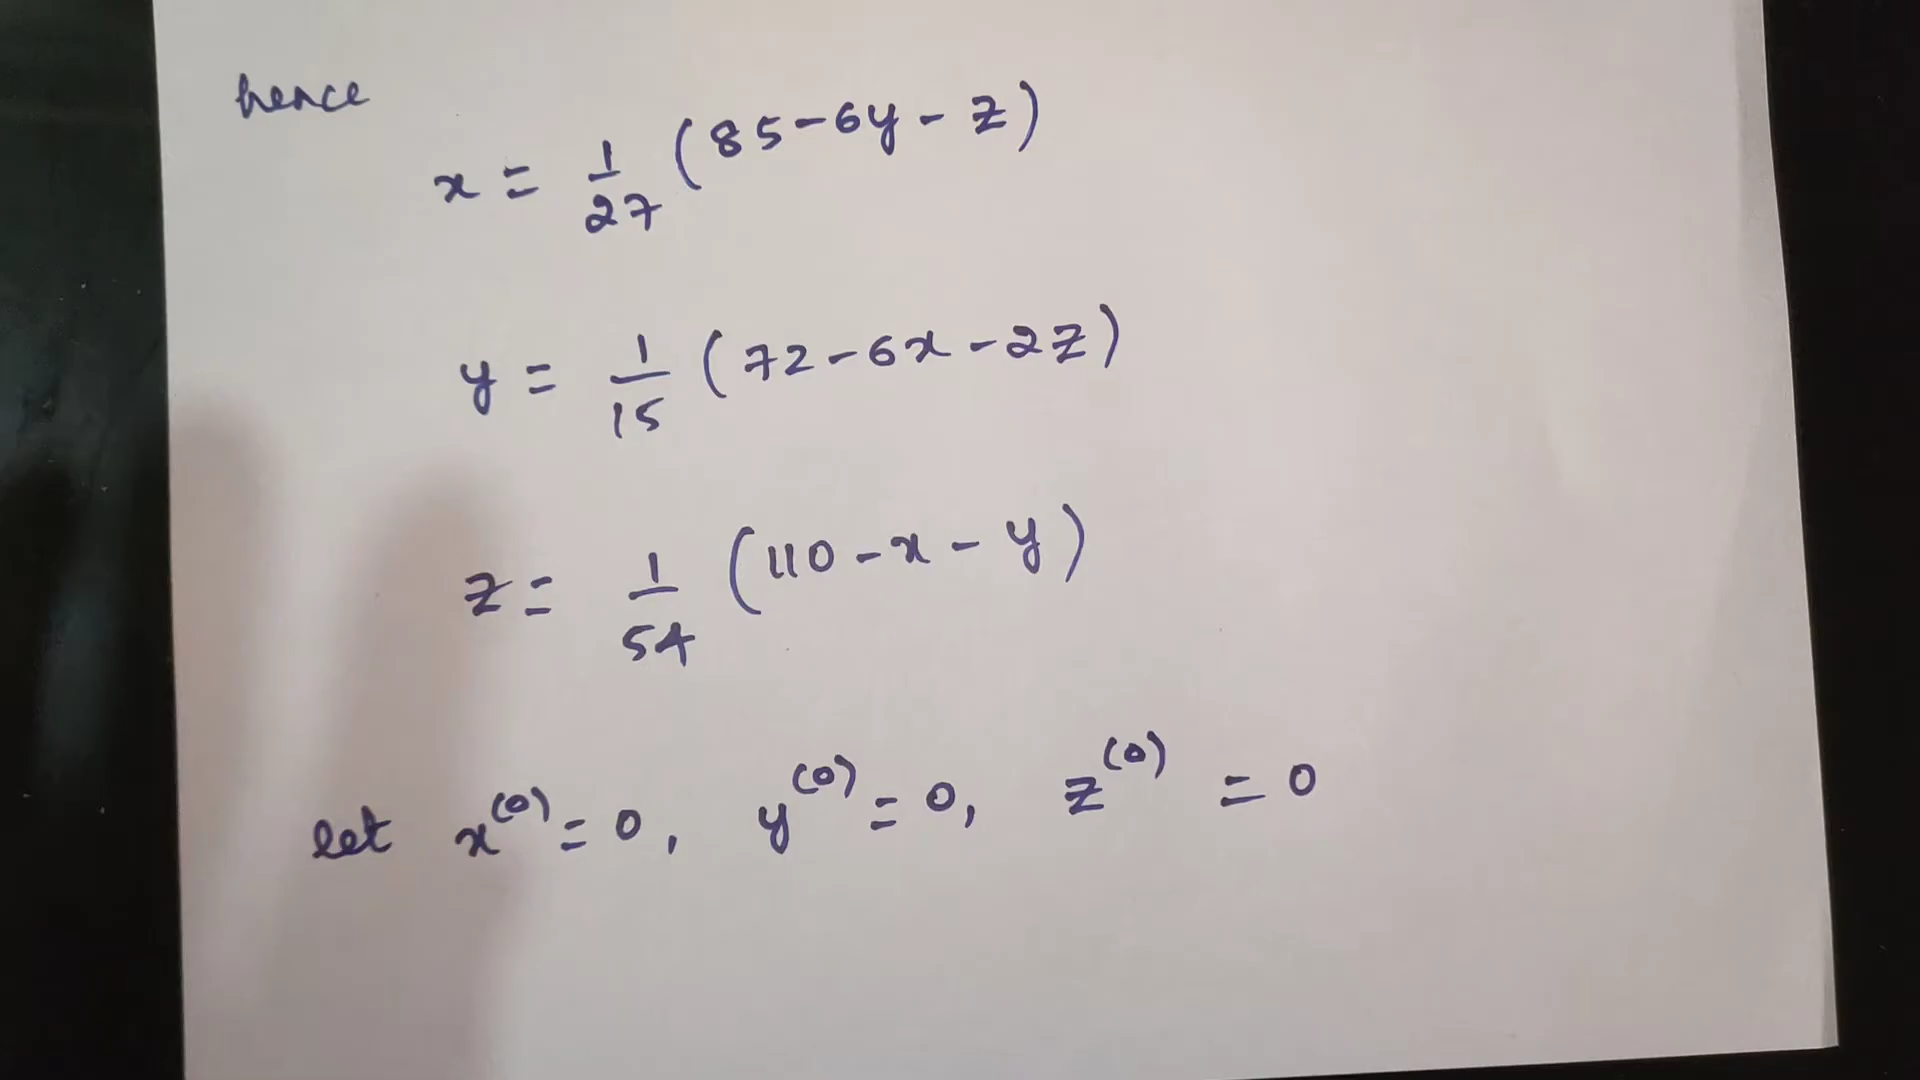 hence
x = 1/27 (85 - 6y - z)
y = 1/15 (72 - 6x - 2z)
z = 1/54 (110 - x - y)
let x^(0) = 0, y^(0) = 0, z^(0) = 0